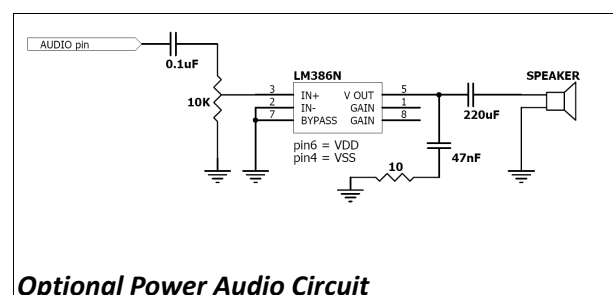 AUDIO pin
0.1uF
10K
LM386N
3 IN+ V OUT 5
2 IN- GAIN 1
7 BYPASS GAIN 8
pin6 = VDD
pin4 = VSS
220uF
SPEAKER
47nF
10
Optional Power Audio Circuit